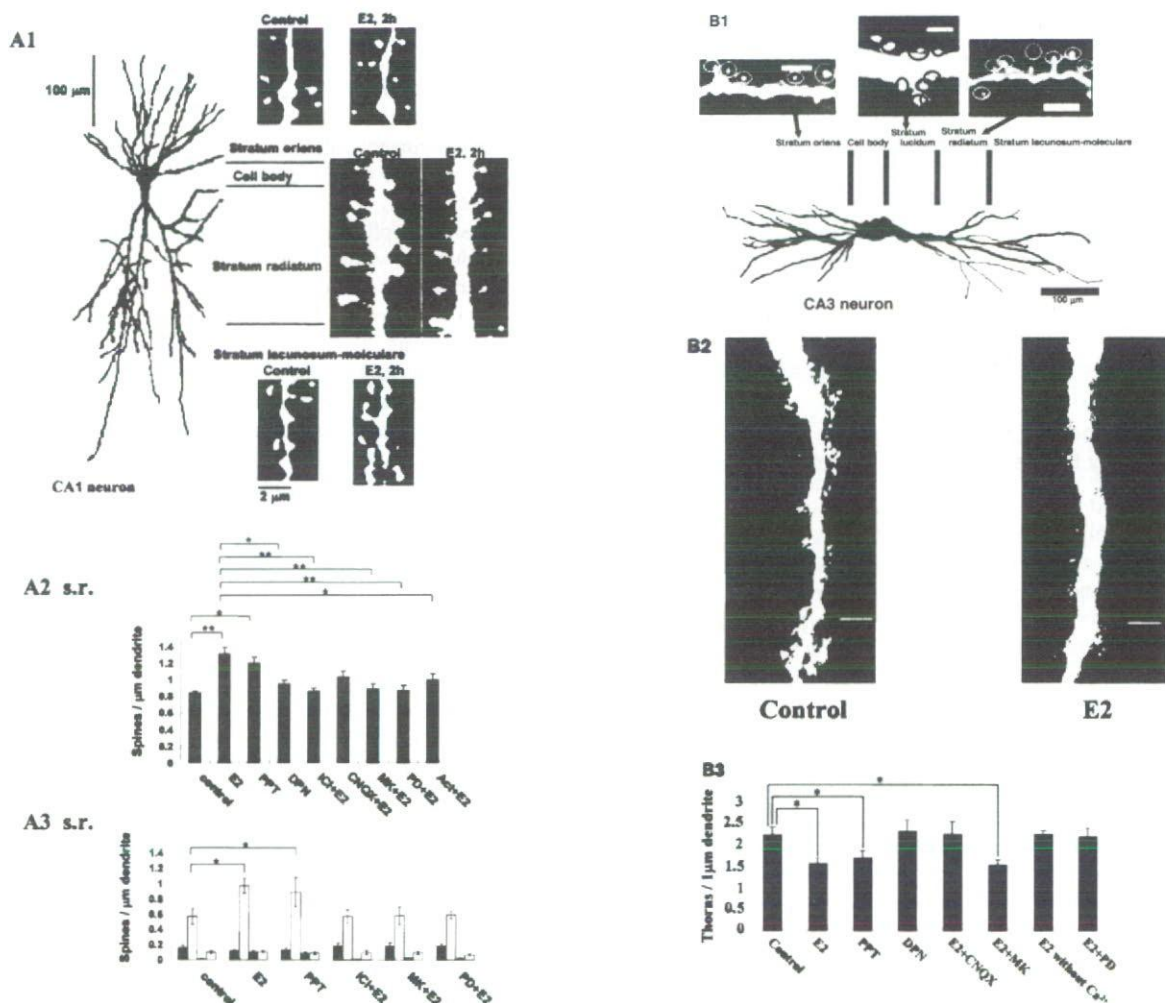 A1
Control
E2, 2h
100 μm
Stratum oriens
Cell body
Control
E2, 2h
Stratum radiatum
Stratum lacunosum-moleculare
Control
E2, 2h
CA1 neuron
2 μm
A2 s.r.
*
**
**
**
*
*
**
Spines / μm dendrite
1.4
1.2
1
0.8
0.6
0.4
0.2
0
control
E2
PPT
DPN
ICI+E2
CNQX+E2
MK+E2
PD+E2
Act+E2
A3 s.r.
*
*
Spines / μm dendrite
1.4
1.2
1
0.8
0.6
0.4
0.2
0
control
E2
PPT
ICI+E2
MK+E2
PD+E2
B1
Stratum oriens
Cell body
Stratum lucidum
Stratum radiatum
Stratum lacunosum-moleculare
CA3 neuron
100 μm
B2
Control
E2
B3
*
*
*
Thorns / 1μm dendrite
3
2.5
2
1.5
1
0.5
0
Control
E2
PPT
DPN
E2+CNQX
E2+MK
E2 without Ca2+
E2+PD